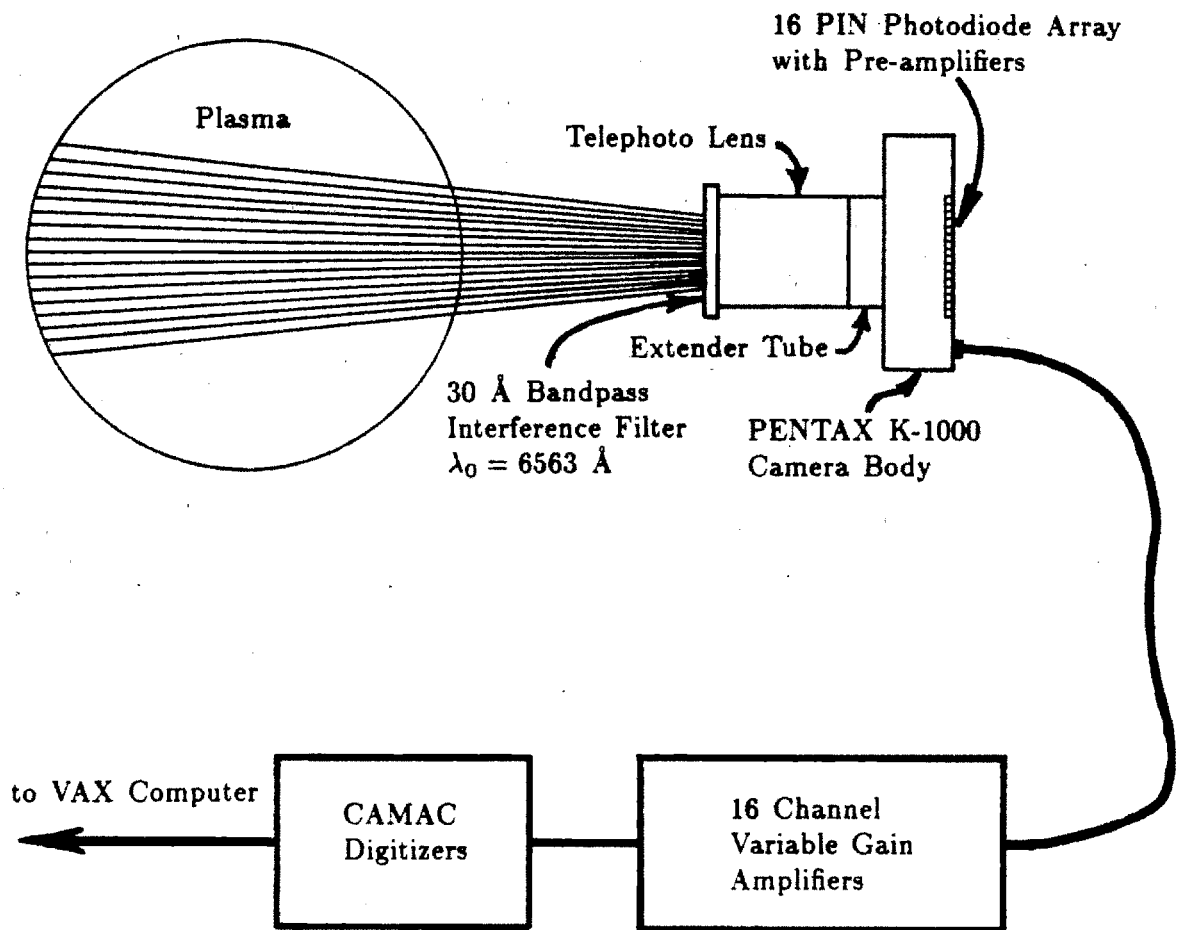 16 PIN Photodiode Array
with Pre-amplifiers
Plasma
Telephoto Lens
Extender Tube
30 Å Bandpass
Interference Filter
λ₀ = 6563 Å
PENTAX K-1000
Camera Body
to VAX Computer
CAMAC
Digitizers
16 Channel
Variable Gain
Amplifiers